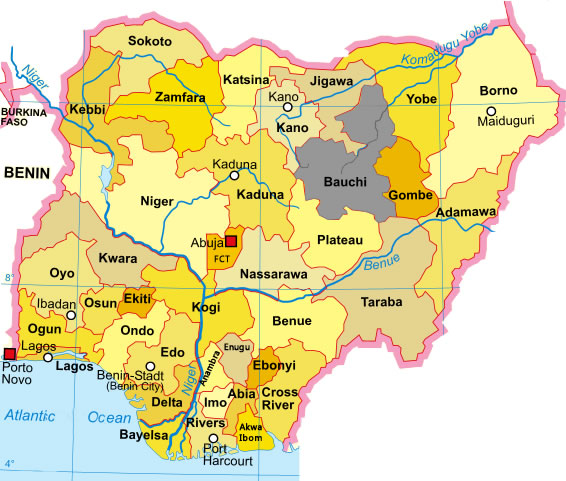 Sokoto
Niger
Katsina
Jigawa
Komadugu Yobe
Kebbi
Zamfara
Kano
Yobe
Borno
BURKINA
FASO
Kano
Maiduguri
BENIN
Kaduna
Bauchi
Niger
Kaduna
Gombe
Adamawa
Abuja
FCT
Plateau
Kwara
Benue
Oyo
Nassarawa
8°
Taraba
Ibadan
Osun
Ekiti
Kogi
Ogun
Ondo
Benue
Lagos
Edo
Enugu
Anambra
Porto
Novo
Lagos
Benin-Stadt
(Benin City)
Ebonyi
Niger
Abia
Cross
River
Delta
Imo
Atlantic Ocean
Bayelsa
Rivers
Akwa
Ibom
Port
Harcourt
4°